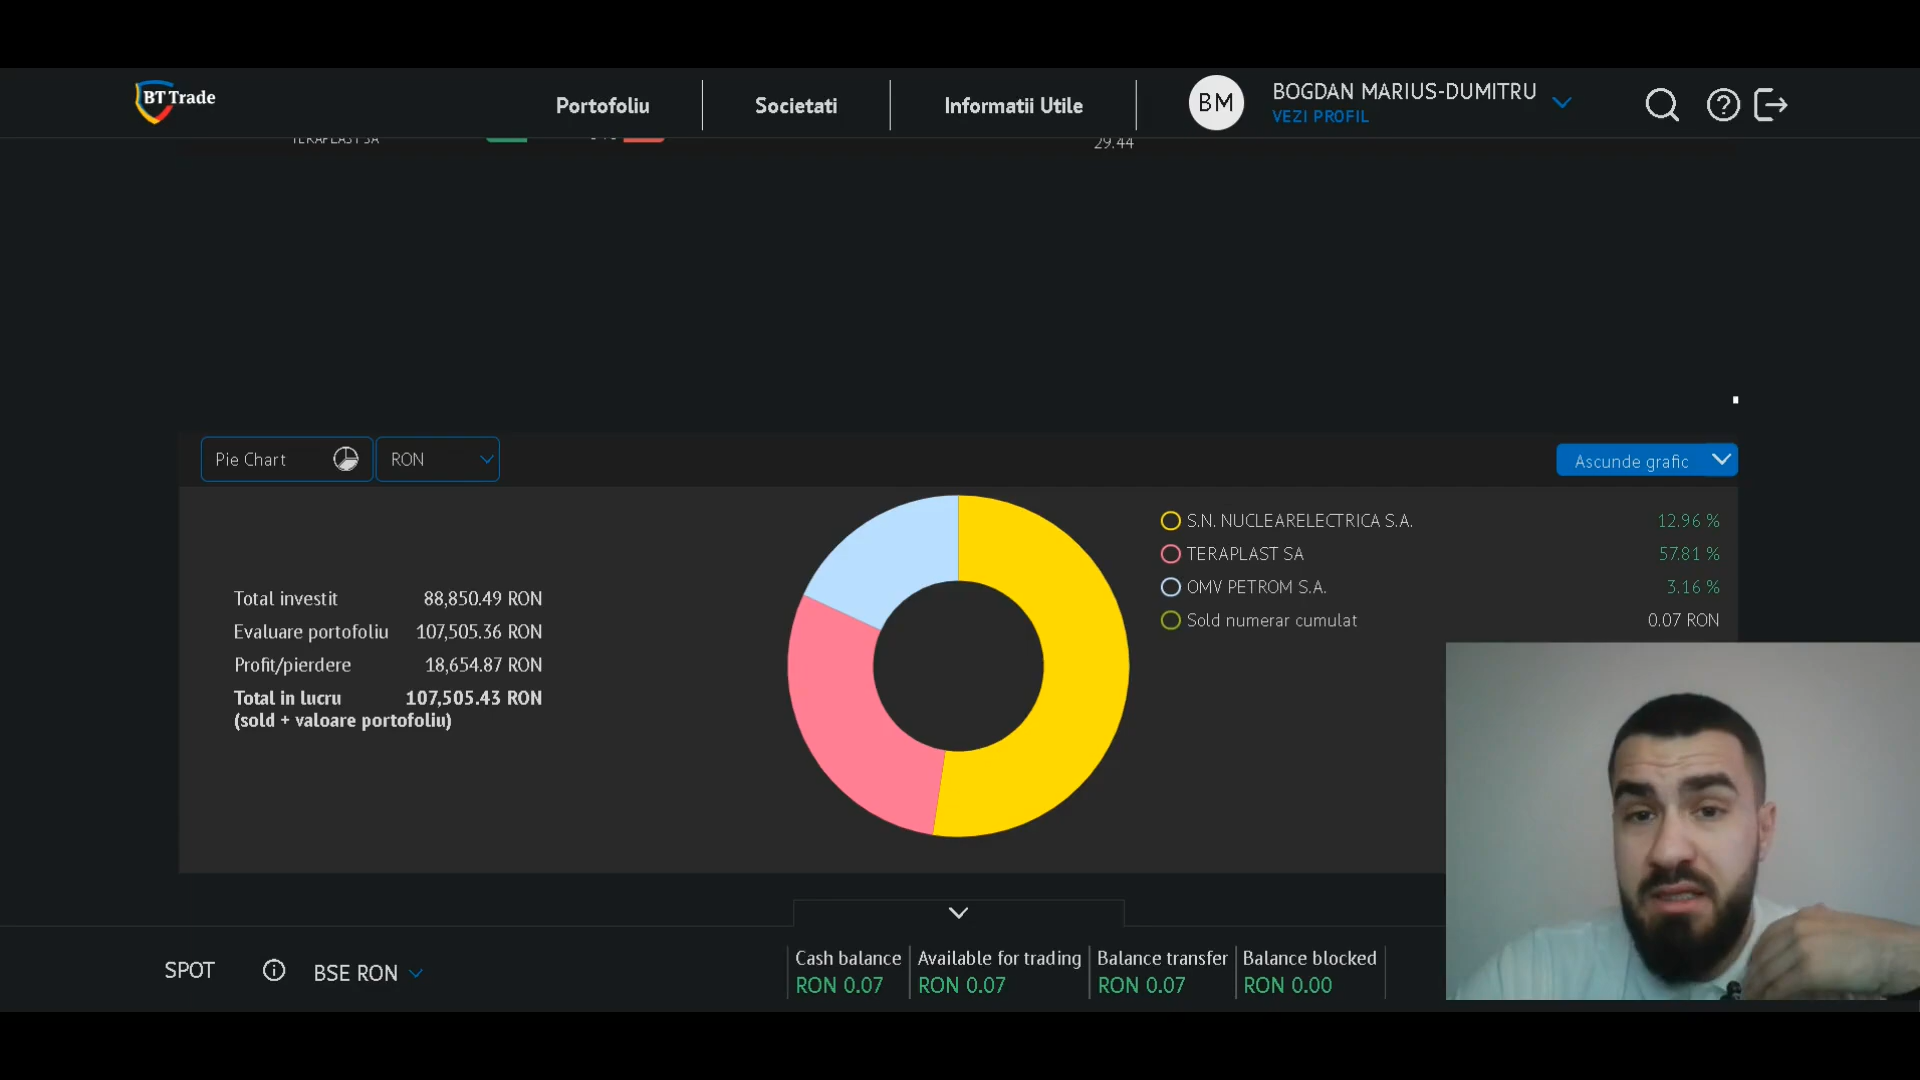 BT Trade
Portofoliu
Societati
Informatii Utile
BM
BOGDAN MARIUS-DUMITRU
VEZI PROFIL
TERAPLAST SA
29.44
Pie Chart
RON
Ascunde grafic
Total investit 88,850.49 RON
Evaluare portofoliu 107,505.36 RON
Profit/pierdere 18,654.87 RON
Total in lucru 107,505.43 RON
(sold + valoare portofoliu)
S.N. NUCLEARELECTRICA S.A. 12.96 %
TERAPLAST SA 57.81 %
OMV PETROM S.A. 3.16 %
Sold numerar cumulat 0.07 RON
SPOT
BSE RON
Cash balance
RON 0.07
Available for trading
RON 0.07
Balance transfer
RON 0.07
Balance blocked
RON 0.00